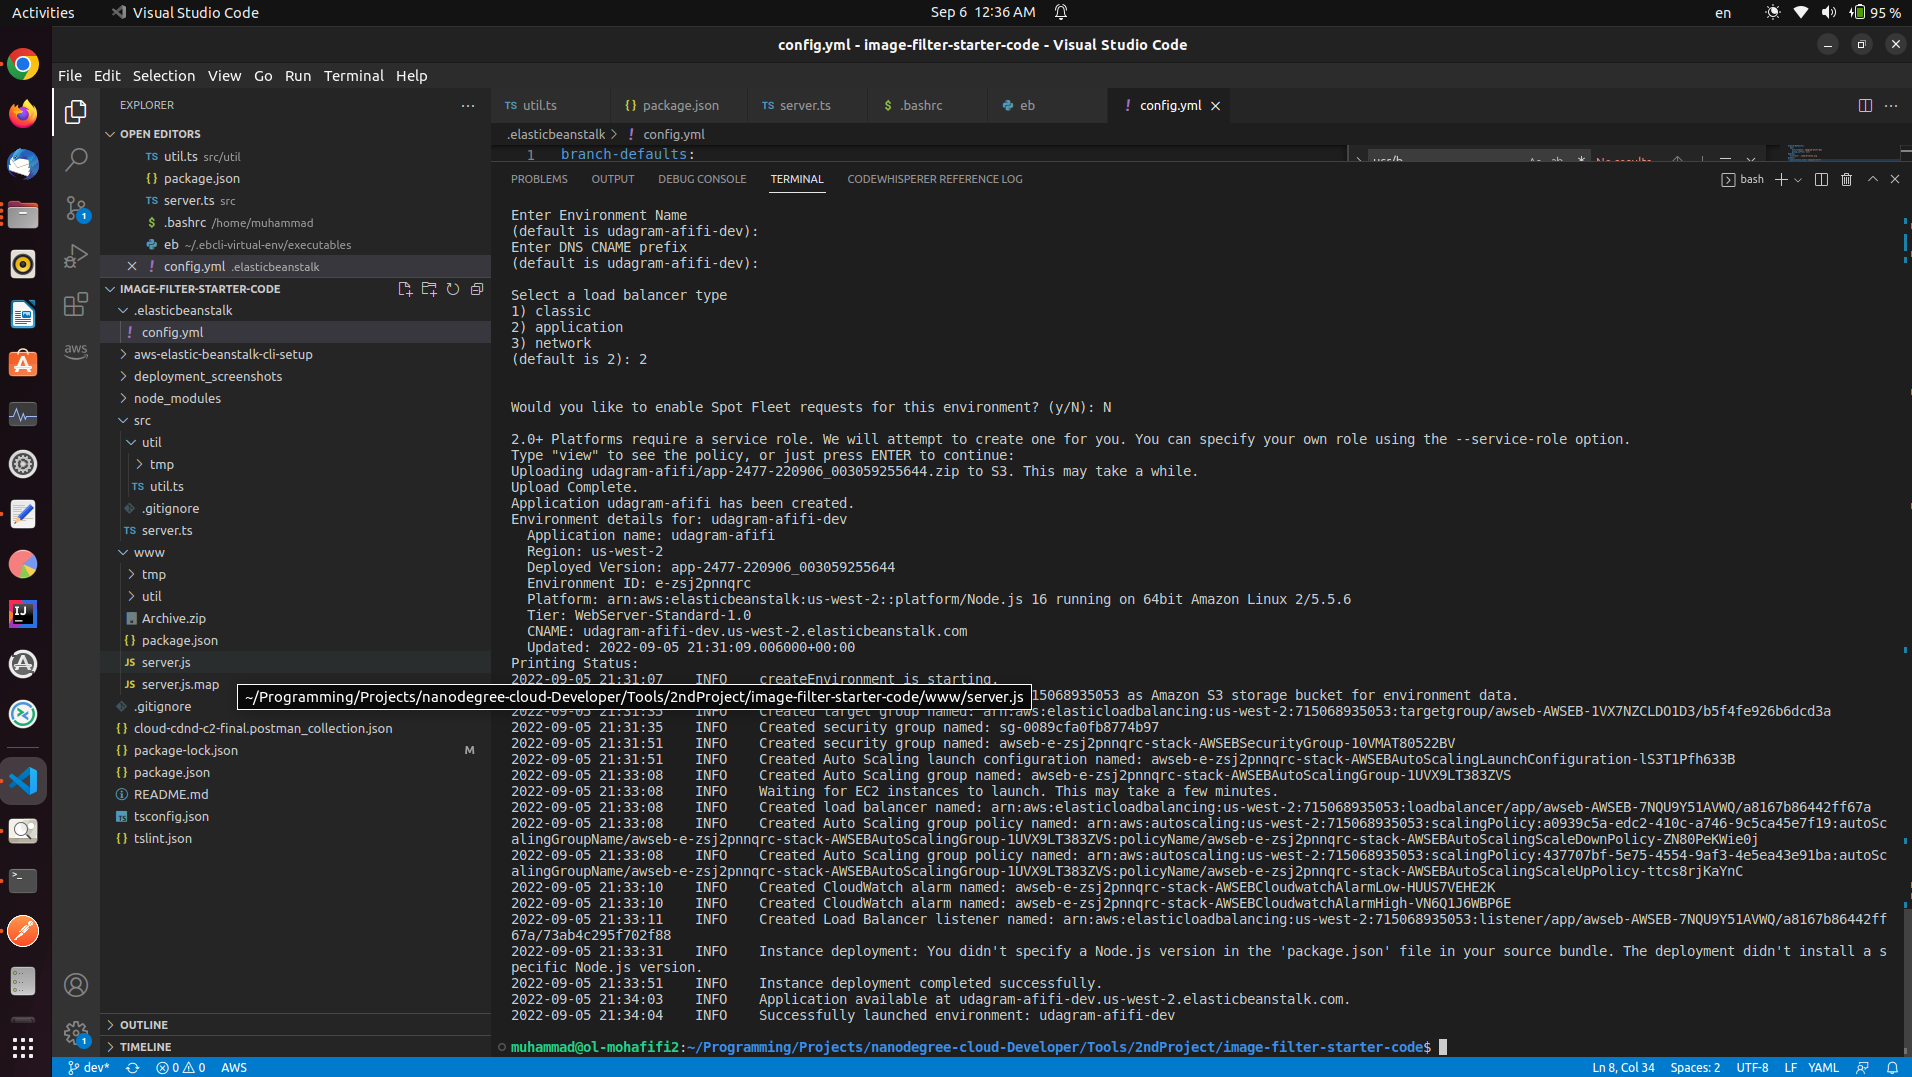 Activities
Visual Studio Code
Sep 6 12:36 AM
en
95 %
config.yml - image-filter-starter-code - Visual Studio Code
File Edit Selection View Go Run Terminal Help
EXPLORER
OPEN EDITORS
TS util.ts src/util
{} package.json
TS server.ts src
$ .bashrc /home/muhammad
eb ~/.ebcli-virtual-env/executables
! config.yml .elasticbeanstalk
IMAGE-FILTER-STARTER-CODE
.elasticbeanstalk
! config.yml
aws-elastic-beanstalk-cli-setup
deployment_screenshots
node_modules
src
util
tmp
TS util.ts
.gitignore
TS server.ts
www
tmp
util
Archive.zip
{} package.json
JS server.js
JS server.js.map
.gitignore
{} cloud-cdnd-c2-final.postman_collection.json
{} package-lock.json M
{} package.json
README.md
tsconfig.json
{} tslint.json
OUTLINE
TIMELINE
1
aws
1
TS util.ts
{} package.json
TS server.ts
$ .bashrc
eb
! config.yml
.elasticbeanstalk > ! config.yml
1 branch-defaults:
usr/b
No results
PROBLEMS OUTPUT DEBUG CONSOLE TERMINAL CODEWHISPERER REFERENCE LOG
bash
Enter Environment Name
(default is udagram-afifi-dev):
Enter DNS CNAME prefix
(default is udagram-afifi-dev):
Select a load balancer type
1) classic
2) application
3) network
(default is 2): 2
Would you like to enable Spot Fleet requests for this environment? (y/N): N
2.0+ Platforms require a service role. We will attempt to create one for you. You can specify your own role using the --service-role option.
Type "view" to see the policy, or just press ENTER to continue:
Uploading udagram-afifi/app-2477-220906_003059255644.zip to S3. This may take a while.
Upload Complete.
Application udagram-afifi has been created.
Environment details for: udagram-afifi-dev
Application name: udagram-afifi
Region: us-west-2
Deployed Version: app-2477-220906_003059255644
Environment ID: e-zsj2pnnqrc
Platform: arn:aws:elasticbeanstalk:us-west-2::platform/Node.js 16 running on 64bit Amazon Linux 2/5.5.6
Tier: WebServer-Standard-1.0
CNAME: udagram-afifi-dev.us-west-2.elasticbeanstalk.com
Updated: 2022-09-05 21:31:09.006000+00:00
Printing Status:
2022-09-05 21:31:07 INFO createEnvironment is starting.
~/Programming/Projects/nanodegree-cloud-Developer/Tools/2ndProject/image-filter-starter-code/www/server.js
715068935053 as Amazon S3 storage bucket for environment data.
2022-09-05 21:31:35 INFO Created target group named: arn:aws:elasticloadbalancing:us-west-2:715068935053:targetgroup/awseb-AWSEB-1VX7NZCLDO1D3/b5f4fe926b6dcd3a
2022-09-05 21:31:35 INFO Created security group named: sg-0089cfa0fb8774b97
2022-09-05 21:31:51 INFO Created security group named: awseb-e-zsj2pnnqrc-stack-AWSEBSecurityGroup-10VMAT80522BV
2022-09-05 21:31:51 INFO Created Auto Scaling launch configuration named: awseb-e-zsj2pnnqrc-stack-AWSEBAutoScalingLaunchConfiguration-lS3T1Pfh633B
2022-09-05 21:33:08 INFO Created Auto Scaling group named: awseb-e-zsj2pnnqrc-stack-AWSEBAutoScalingGroup-1UVX9LT383ZVS
2022-09-05 21:33:08 INFO Waiting for EC2 instances to launch. This may take a few minutes.
2022-09-05 21:33:08 INFO Created load balancer named: arn:aws:elasticloadbalancing:us-west-2:715068935053:loadbalancer/app/awseb-AWSEB-7NQU9Y51AVWQ/a8167b86442ff67a
2022-09-05 21:33:08 INFO Created Auto Scaling group policy named: arn:aws:autoscaling:us-west-2:715068935053:scalingPolicy:a0939c5a-edc2-410c-a746-9c5ca45e7f19:autoSc
alingGroupName/awseb-e-zsj2pnnqrc-stack-AWSEBAutoScalingGroup-1UVX9LT383ZVS:policyName/awseb-e-zsj2pnnqrc-stack-AWSEBAutoScalingScaleDownPolicy-ZN80PeKWie0j
2022-09-05 21:33:08 INFO Created Auto Scaling group policy named: arn:aws:autoscaling:us-west-2:715068935053:scalingPolicy:437707bf-5e75-4554-9af3-4e5ea43e91ba:autoSc
alingGroupName/awseb-e-zsj2pnnqrc-stack-AWSEBAutoScalingGroup-1UVX9LT383ZVS:policyName/awseb-e-zsj2pnnqrc-stack-AWSEBAutoScalingScaleUpPolicy-ttcs8rjKaYnC
2022-09-05 21:33:10 INFO Created CloudWatch alarm named: awseb-e-zsj2pnnqrc-stack-AWSEBCloudwatchAlarmLow-HUUS7VEHE2K
2022-09-05 21:33:10 INFO Created CloudWatch alarm named: awseb-e-zsj2pnnqrc-stack-AWSEBCloudwatchAlarmHigh-VN6Q1J6WBP6E
2022-09-05 21:33:11 INFO Created Load Balancer listener named: arn:aws:elasticloadbalancing:us-west-2:715068935053:listener/app/awseb-AWSEB-7NQU9Y51AVWQ/a8167b86442ff
67a/73ab4c295f702f88
2022-09-05 21:33:31 INFO Instance deployment: You didn't specify a Node.js version in the 'package.json' file in your source bundle. The deployment didn't install a s
pecific Node.js version.
2022-09-05 21:33:51 INFO Instance deployment completed successfully.
2022-09-05 21:34:03 INFO Application available at udagram-afifi-dev.us-west-2.elasticbeanstalk.com.
2022-09-05 21:34:04 INFO Successfully launched environment: udagram-afifi-dev
muhammad@ol-mohafifi2:~/Programming/Projects/nanodegree-cloud-Developer/Tools/2ndProject/image-filter-starter-code$
dev* 0 0 AWS
Ln 8, Col 34 Spaces: 2 UTF-8 LF YAML